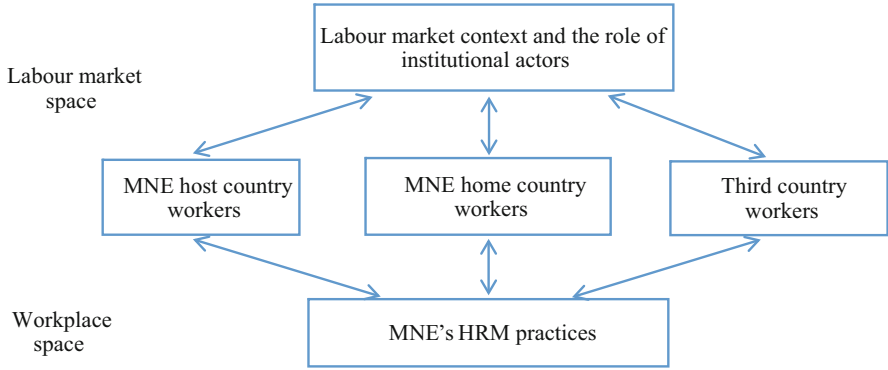 Labour market context and the role of
institutional actors
Labour market
space
MNE host country
workers
MNE home country
workers
Third country
workers
Workplace
space
MNE’s HRM practices